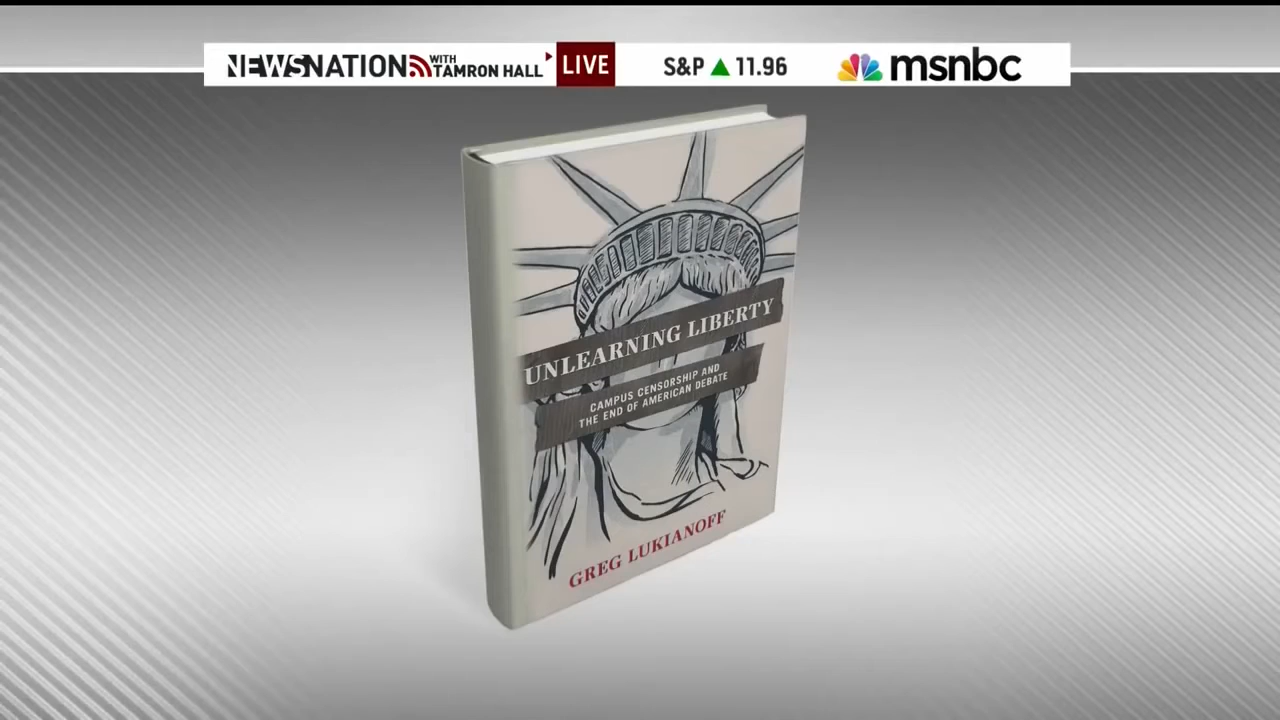 NEWSNATION WITH TAMRON HALL LIVE S&P ▲ 11.96 msnbc
UNLEARNING LIBERTY
CAMPUS CENSORSHIP AND
THE END OF AMERICAN DEBATE
GREG LUKIANOFF